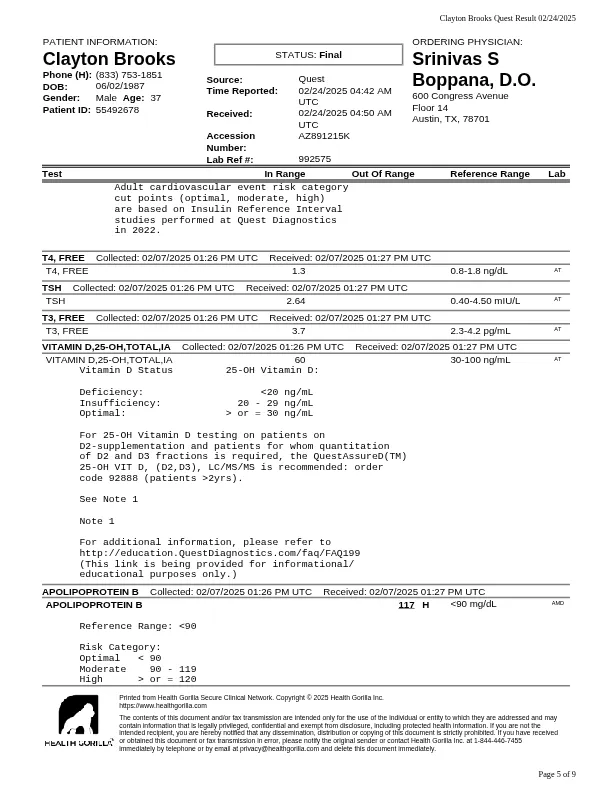 Clayton Brooks Quest Result 02/24/2025
PATIENT INFORMATION:
Clayton Brooks
Phone (H): (833) 753-1851
DOB: 06/02/1987
Gender: Male Age: 37
Patient ID: 55492678
STATUS: Final
Source: Quest
Time Reported: 02/24/2025 04:42 AM
UTC
Received: 02/24/2025 04:50 AM
UTC
Accession AZ891215K
Number:
Lab Ref #: 992575
ORDERING PHYSICIAN:
Srinivas S
Boppana, D.O.
600 Congress Avenue
Floor 14
Austin, TX, 78701
Test In Range Out Of Range Reference Range Lab
Adult cardiovascular event risk category
cut points (optimal, moderate, high)
are based on Insulin Reference Interval
studies performed at Quest Diagnostics
in 2022.
T4, FREE Collected: 02/07/2025 01:26 PM UTC Received: 02/07/2025 01:27 PM UTC
T4, FREE 1.3 0.8-1.8 ng/dL AT
TSH Collected: 02/07/2025 01:26 PM UTC Received: 02/07/2025 01:27 PM UTC
TSH 2.64 0.40-4.50 mIU/L AT
T3, FREE Collected: 02/07/2025 01:26 PM UTC Received: 02/07/2025 01:27 PM UTC
T3, FREE 3.7 2.3-4.2 pg/mL AT
VITAMIN D,25-OH,TOTAL,IA Collected: 02/07/2025 01:26 PM UTC Received: 02/07/2025 01:27 PM UTC
VITAMIN D,25-OH,TOTAL,IA 60 30-100 ng/mL AT
Vitamin D Status 25-OH Vitamin D:
Deficiency: <20 ng/mL
Insufficiency: 20 - 29 ng/mL
Optimal: > or = 30 ng/mL
For 25-OH Vitamin D testing on patients on
D2-supplementation and patients for whom quantitation
of D2 and D3 fractions is required, the QuestAssureD(TM)
25-OH VIT D, (D2,D3), LC/MS/MS is recommended: order
code 92888 (patients >2yrs).
See Note 1
Note 1
For additional information, please refer to
http://education.QuestDiagnostics.com/faq/FAQ199
(This link is being provided for informational/
educational purposes only.)
APOLIPOPROTEIN B Collected: 02/07/2025 01:26 PM UTC Received: 02/07/2025 01:27 PM UTC
APOLIPOPROTEIN B 117 H <90 mg/dL AMD
Reference Range: <90
Risk Category:
Optimal < 90
Moderate 90 - 119
High > or = 120
HEALTH GORILLA
Printed from Health Gorilla Secure Clinical Network. Copyright © 2025 Health Gorilla Inc.
https://www.healthgorilla.com
The contents of this document and/or fax transmission are intended only for the use of the individual or entity to which they are addressed and may
contain information that is legally privileged, confidential and exempt from disclosure, including protected health information. If you are not the
intended recipient, you are hereby notified that any dissemination, distribution or copying of this document is strictly prohibited. If you have received
or obtained this document or fax transmission in error, please notify the original sender or contact Health Gorilla Inc. at 1-844-446-7455
immediately by telephone or by email at privacy@healthgorilla.com and delete this document immediately.
Page 5 of 9